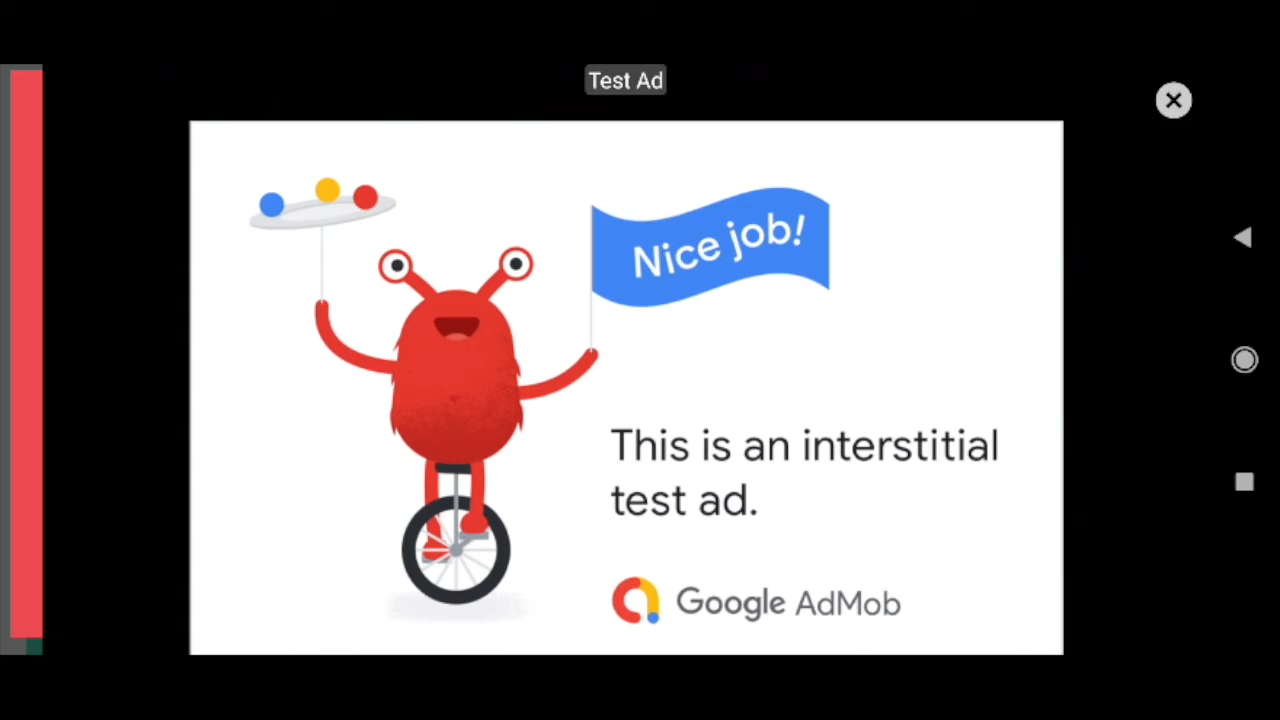 Test Ad
Nice job!
This is an interstitial
test ad.
Google AdMob